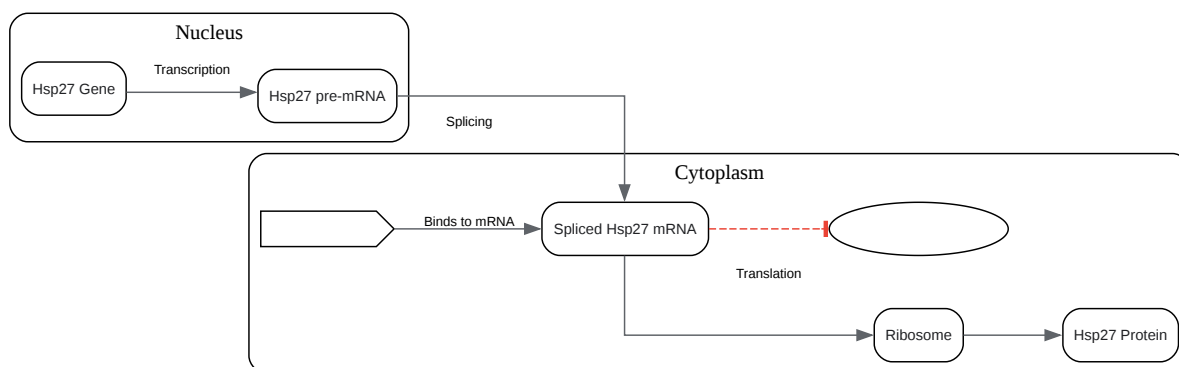 Nucleus
Hsp27 Gene
Transcription
Hsp27 pre-mRNA
Splicing
Cytoplasm
Binds to mRNA
Spliced Hsp27 mRNA
Translation
Ribosome
Hsp27 Protein